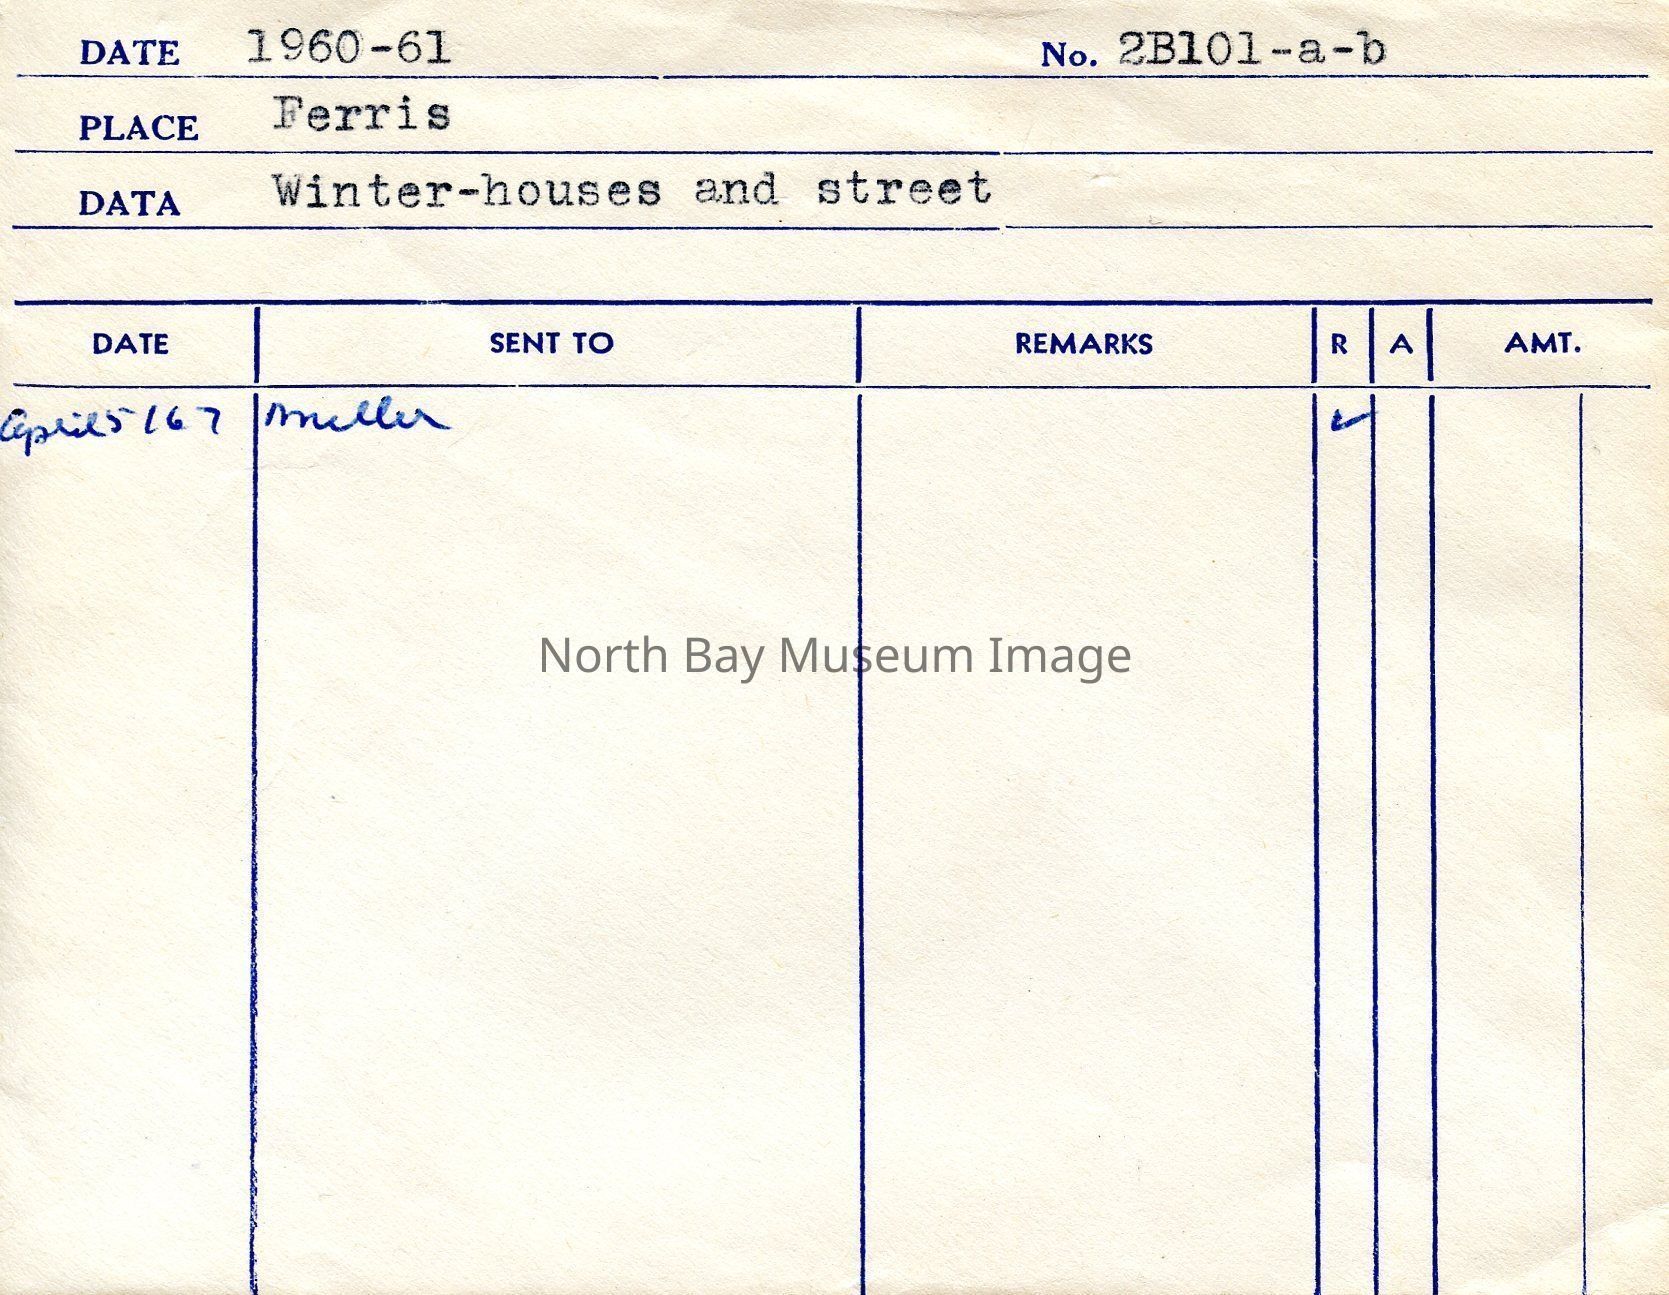 DATE 1960-61 No. 2B101-a-b
PLACE Ferris
DATA Winter-houses and street
DATE SENT TO REMARKS R A AMT.
April 5/67 Mueller ✓
North Bay Museum Image